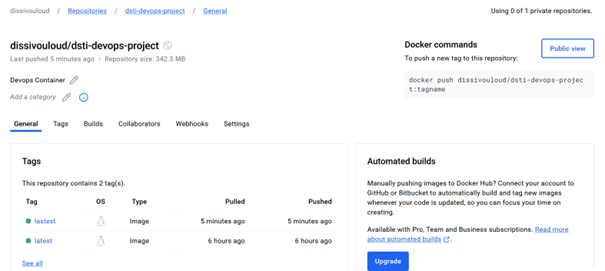 dissivouloud / Repositories / dsti-devops-project / General
Using 0 of 1 private repositories.
dissivouloud/dsti-devops-project
Last pushed 5 minutes ago • Repository size: 342.5 MB
Devops Container
Add a category
Docker commands
To push a new tag to this repository:
Public view
docker push dissivouloud/dsti-devops-projec
t:tagname
General Tags Builds Collaborators Webhooks Settings
Tags
This repository contains 2 tag(s).
Tag OS Type Pulled Pushed
lastest Image 5 minutes ago 5 minutes ago
latest Image 6 hours ago 6 hours ago
See all
Automated builds
Manually pushing images to Docker Hub? Connect your account to
GitHub or Bitbucket to automatically build and tag new images
whenever your code is updated, so you can focus your time on
creating.
Available with Pro, Team and Business subscriptions. Read more
about automated builds
Upgrade